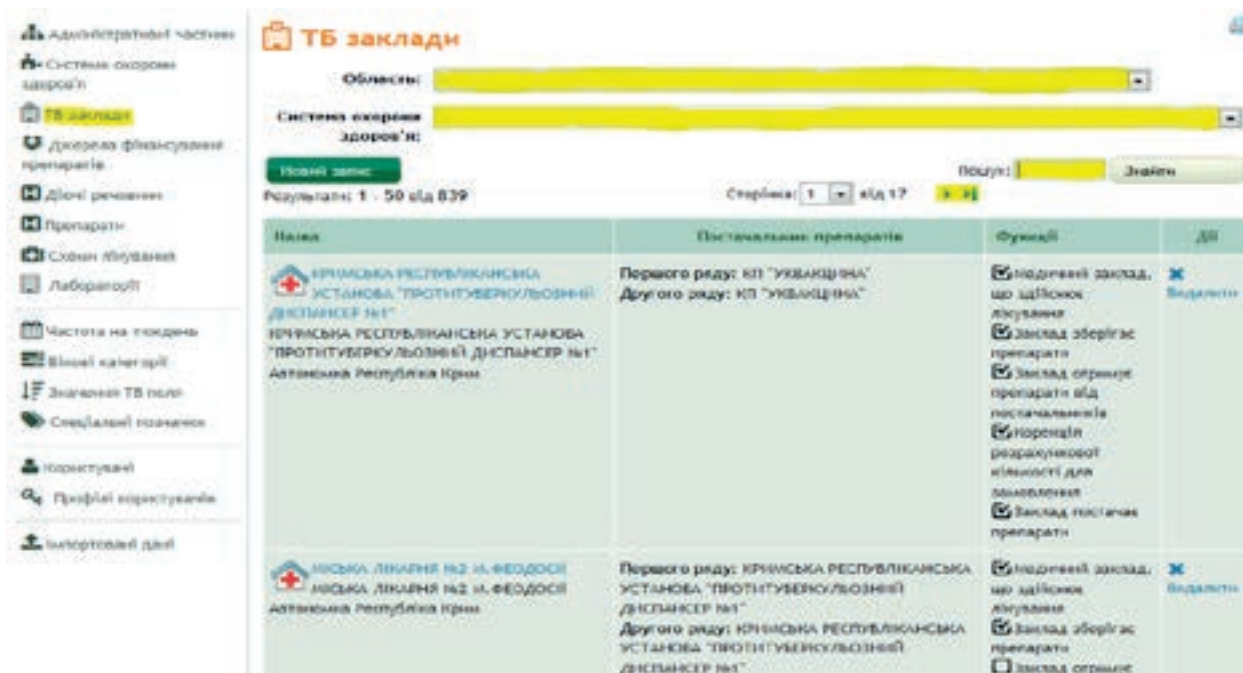 Адміністративні частини
Система охорони
здоров'я
ТБ заклади
Джерела фінансування
препаратів
Діючі речовини
Препарати
Схеми лікування
Лабораторії
Частота на тиждень
Вікові категорії
Значення ТВ поля
Спеціальні позначки
Користувачі
Профілі користувачів
Імпортовані дані
ТБ заклади
Область:
Система охорони
здоров'я:
Новий запис
Пошук:
Знайти
Результати: 1 - 50 від 839
Сторінка: 1 від 17
Назва
Постачальник препаратів
Функції
Дії
КРИМСЬКА РЕСПУБЛІКАНСЬКА
УСТАНОВА "ПРОТИТУБЕРКУЛЬОЗНИЙ
ДИСПАНСЕР №1"
КРИМСЬКА РЕСПУБЛІКАНСЬКА УСТАНОВА
"ПРОТИТУБЕРКУЛЬОЗНИЙ ДИСПАНСЕР №1"
Автономна Республіка Крим
Першого ряду: КП "УКВАКЦИНА"
Другого ряду: КП "УКВАКЦИНА"
Медичний заклад,
що здійснює
лікування
Заклад зберігає
препарати
Заклад отримує
препарати від
постачальників
Корекція
розрахункової
кількості для
замовлення
Заклад постачає
препарати
Видалити
МІСЬКА ЛІКАРНЯ №2 М.ФЕОДОСІЇ
МІСЬКА ЛІКАРНЯ №2 М.ФЕОДОСІЇ
Автономна Республіка Крим
Першого ряду: КРИМСЬКА РЕСПУБЛІКАНСЬКА
УСТАНОВА "ПРОТИТУБЕРКУЛЬОЗНИЙ
ДИСПАНСЕР №1"
Другого ряду: КРИМСЬКА РЕСПУБЛІКАНСЬКА
УСТАНОВА "ПРОТИТУБЕРКУЛЬОЗНИЙ
ДИСПАНСЕР №1"
Медичний заклад,
що здійснює
лікування
Заклад зберігає
препарати
Заклад отримує
Видалити